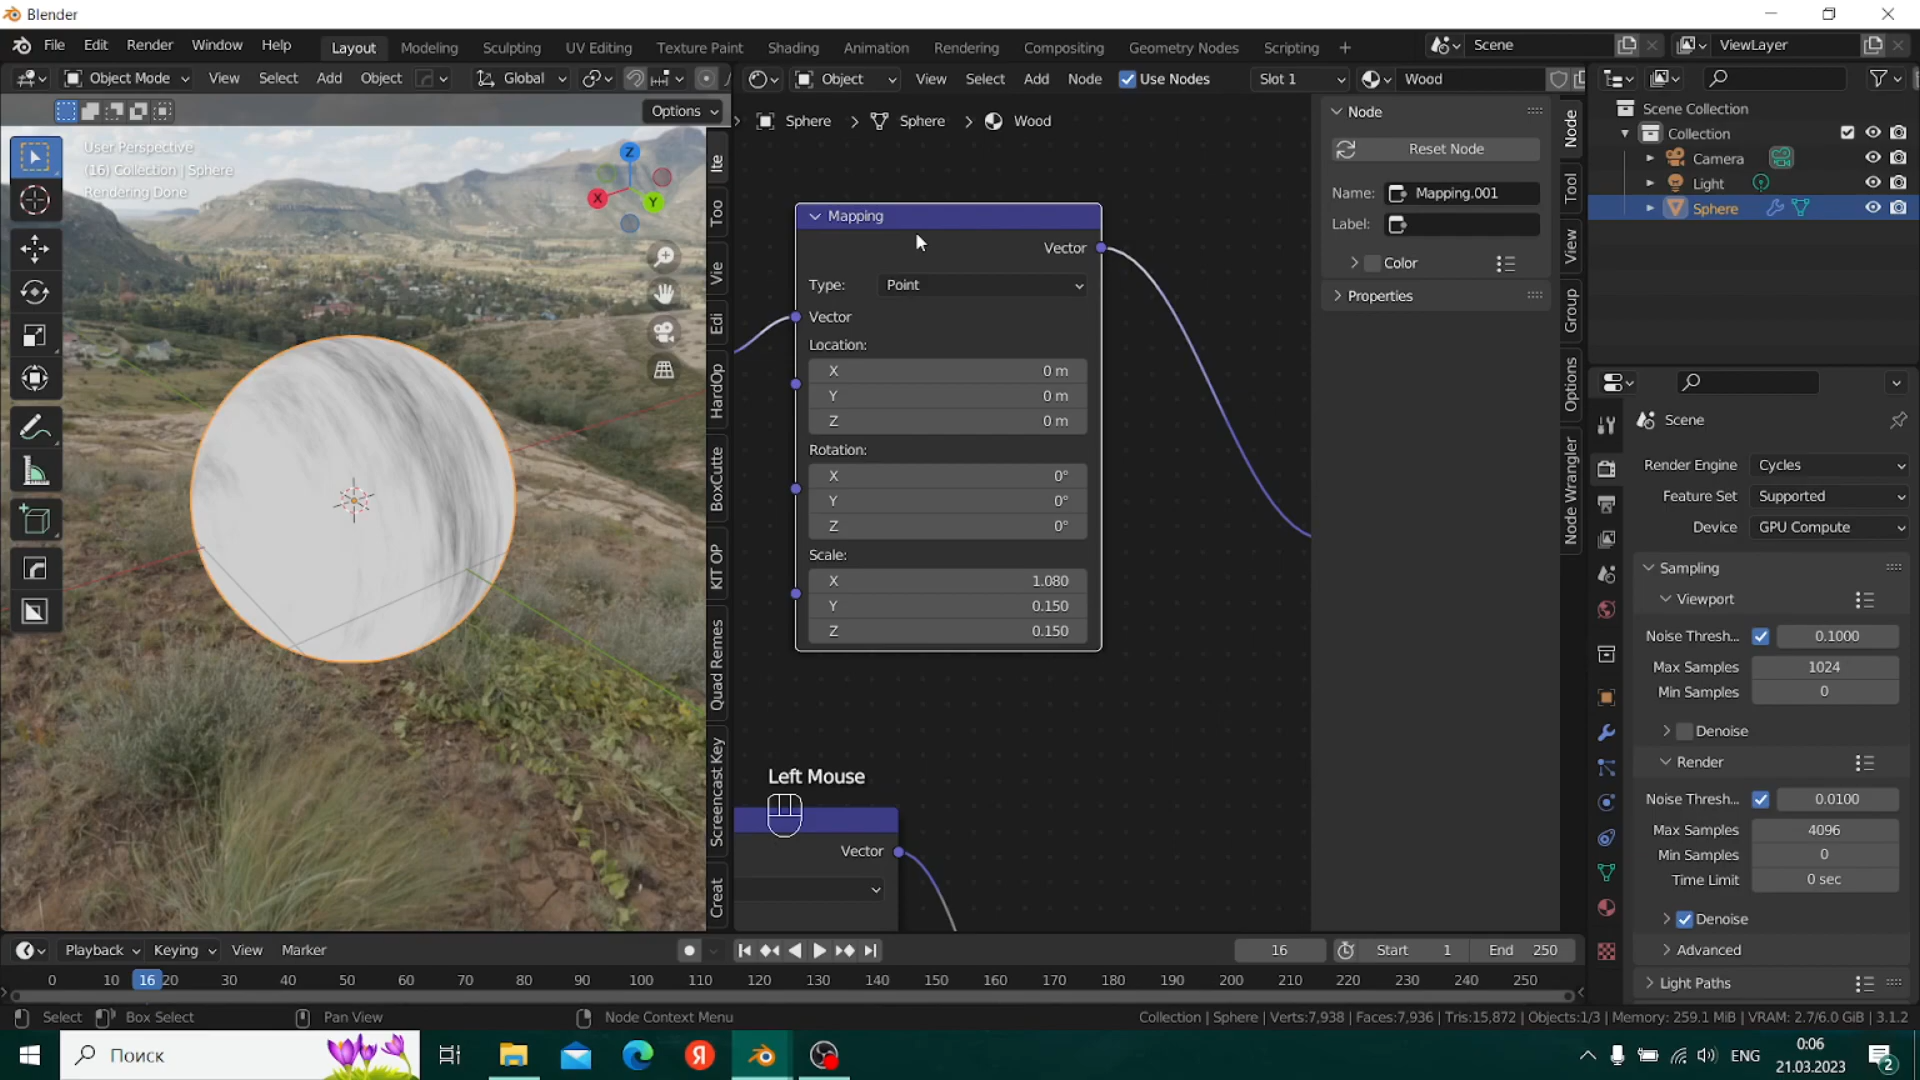 Blender
File Edit Render Window Help Layout Modeling Sculpting UV Editing Texture Paint Shading Animation Rendering Compositing Geometry Nodes Scripting + Scene ViewLayer
Object Mode View Select Add Object Global Object View Select Add Node Use Nodes Slot 1 Wood
Options
User Perspective
(16) Collection | Sphere
Rendering Done
Z
X
Y
Ite
Too
Vie
Edi
HardOp
BoxCutte
KIT OP
Quad Remes
Screencast Key
Creat
Sphere > Sphere > Wood
Mapping
Vector
Type: Point
Vector
Location:
X 0 m
Y 0 m
Z 0 m
Rotation:
X 0°
Y 0°
Z 0°
Scale:
X 1.080
Y 0.150
Z 0.150
Left Mouse
Vector
Node
Reset Node
Name: Mapping.001
Label:
Color
Properties
Node
Tool
View
Group
Options
Node Wrangler
Scene Collection
Collection
Camera
Light
Sphere
Scene
Render Engine Cycles
Feature Set Supported
Device GPU Compute
Sampling
Viewport
Noise Thresh... 0.1000
Max Samples 1024
Min Samples 0
Denoise
Render
Noise Thresh... 0.0100
Max Samples 4096
Min Samples 0
Time Limit 0 sec
Denoise
Advanced
Light Paths
Playback Keying View Marker 16 Start 1 End 250
0 10 16 20 30 40 50 60 70 80 90 100 110 120 130 140 150 160 170 180 190 200 210 220 230 240 250
Select Box Select Pan View Node Context Menu Collection | Sphere | Verts:7,938 | Faces:7,936 | Tris:15,872 | Objects:1/3 | Memory: 259.1 MiB | VRAM: 2.7/6.0 GiB | 3.1.2
Поиск
Я
ENG
0:06
21.03.2023
2